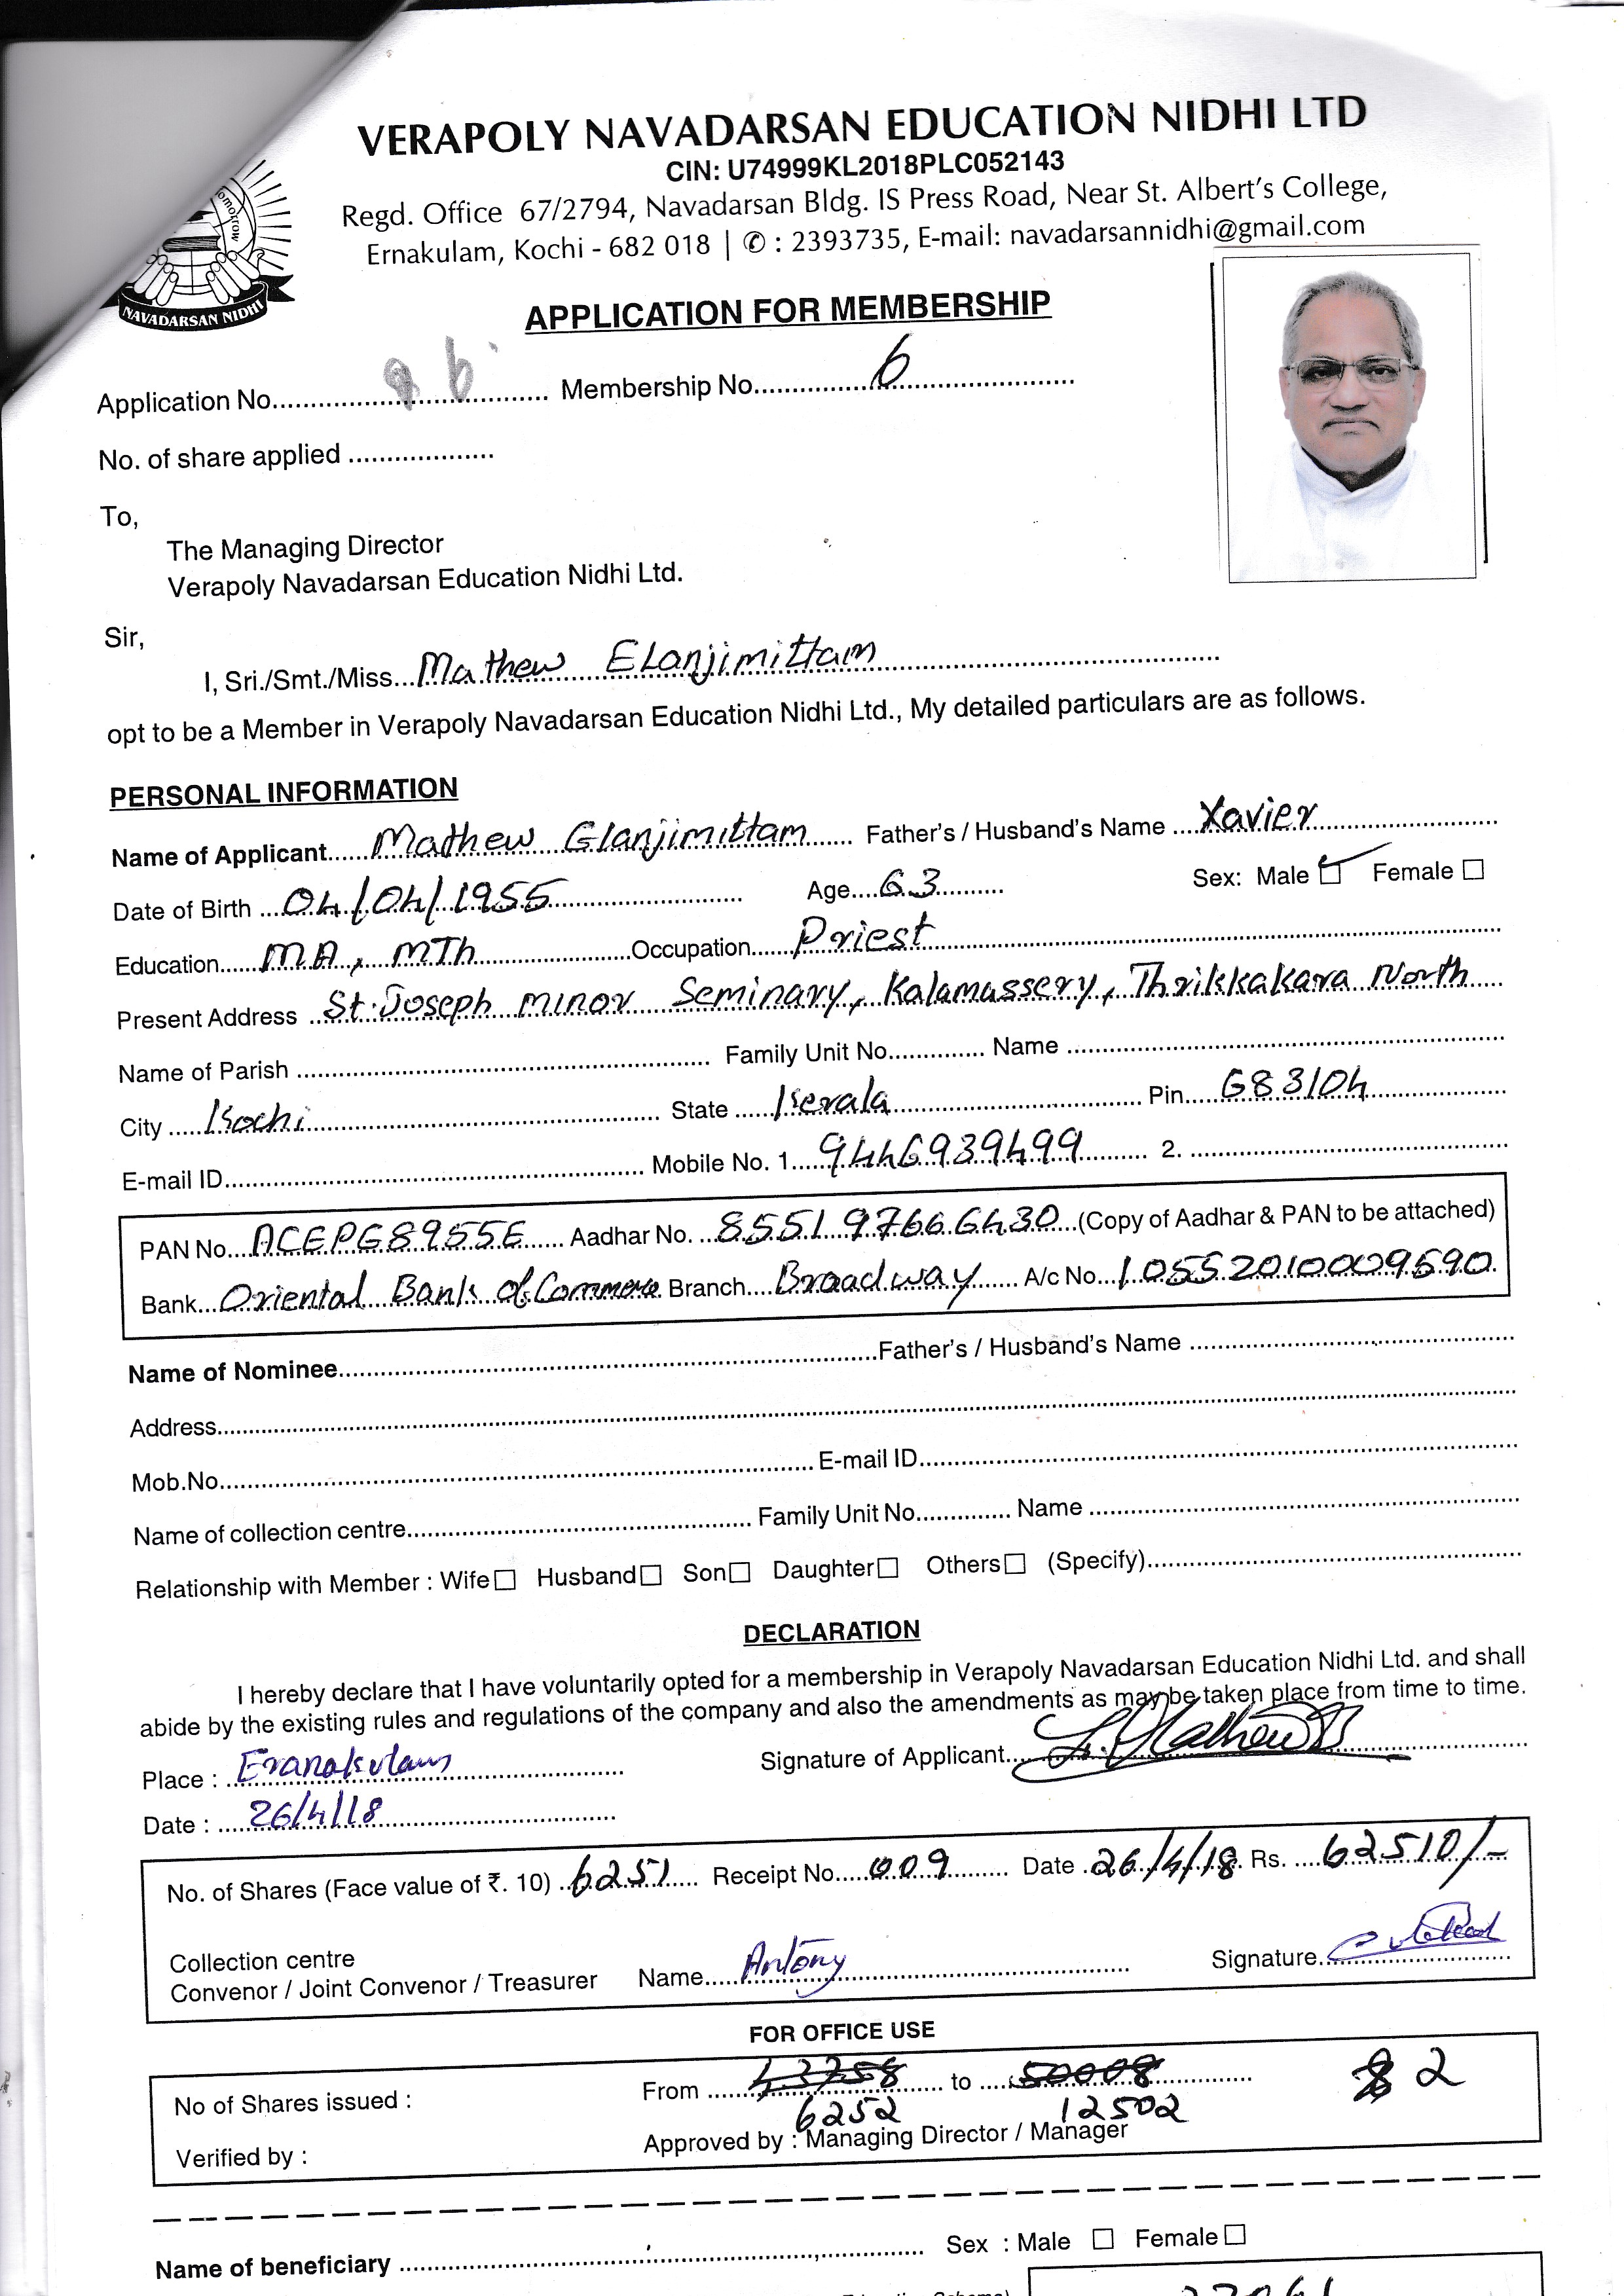 VERAPOLY NAVADARSAN EDUCATION NIDHI LTD
CIN: U74999KL2018PLC052143
Regd. Office 67/2794, Navadarsan Bldg. IS Press Road, Near St. Albert's College,
Ernakulam, Kochi - 682 018 | ✆ : 2393735, E-mail: navadarsannidhi@gmail.com
NAVADARSAN NIDHI
APPLICATION FOR MEMBERSHIP
Application No. 6 Membership No. 6
No. of share applied
To,
The Managing Director
Verapoly Navadarsan Education Nidhi Ltd.
Sir,
I, Sri./Smt./Miss. Mathew Elanjimittam
opt to be a Member in Verapoly Navadarsan Education Nidhi Ltd., My detailed particulars are as follows.
PERSONAL INFORMATION
Name of Applicant Mathew Elanjimittam Father's / Husband's Name Xavier
Date of Birth 04/04/1955 Age 63 Sex: Male Female
Education MA, MTh Occupation Priest
Present Address St. Joseph minor Seminary, Kalamassery, Thrikkakara North
Name of Parish Family Unit No. Name
City Kochi State Kerala Pin 683104
E-mail ID Mobile No. 1 9446939499 2.
PAN No. ACEPG8955E Aadhar No. 855197666430 (Copy of Aadhar & PAN to be attached)
Bank Oriental Bank of Commerce Branch Broadway A/c No. 10552010009590
Name of Nominee Father's / Husband's Name
Address
Mob.No. E-mail ID
Name of collection centre Family Unit No. Name
Relationship with Member : Wife Husband Son Daughter Others (Specify)
DECLARATION
I hereby declare that I have voluntarily opted for a membership in Verapoly Navadarsan Education Nidhi Ltd. and shall
abide by the existing rules and regulations of the company and also the amendments as may be taken place from time to time.
Place : Eranakulam Signature of Applicant Fr. Mathew
Date : 26/4/18
No. of Shares (Face value of ₹. 10) 6251 Receipt No. 009 Date 26/4/18 Rs. 62510/-
Collection centre
Convenor / Joint Convenor / Treasurer Name Antony Signature
FOR OFFICE USE
No of Shares issued : From 43758 to 50008 2
6252 12502
Verified by : Approved by : Managing Director / Manager
Name of beneficiary Sex : Male Female